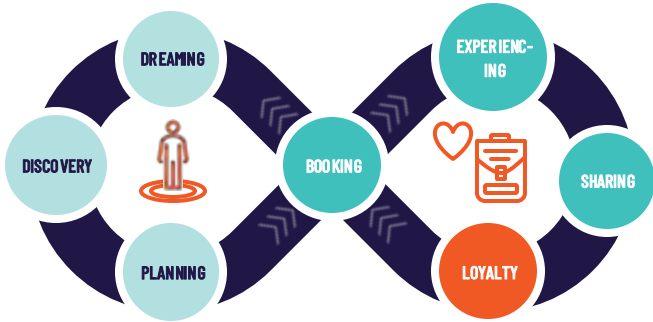 DREAMING
EXPERIENC-
ING
DISCOVERY
BOOKING
SHARING
PLANNING
LOYALTY